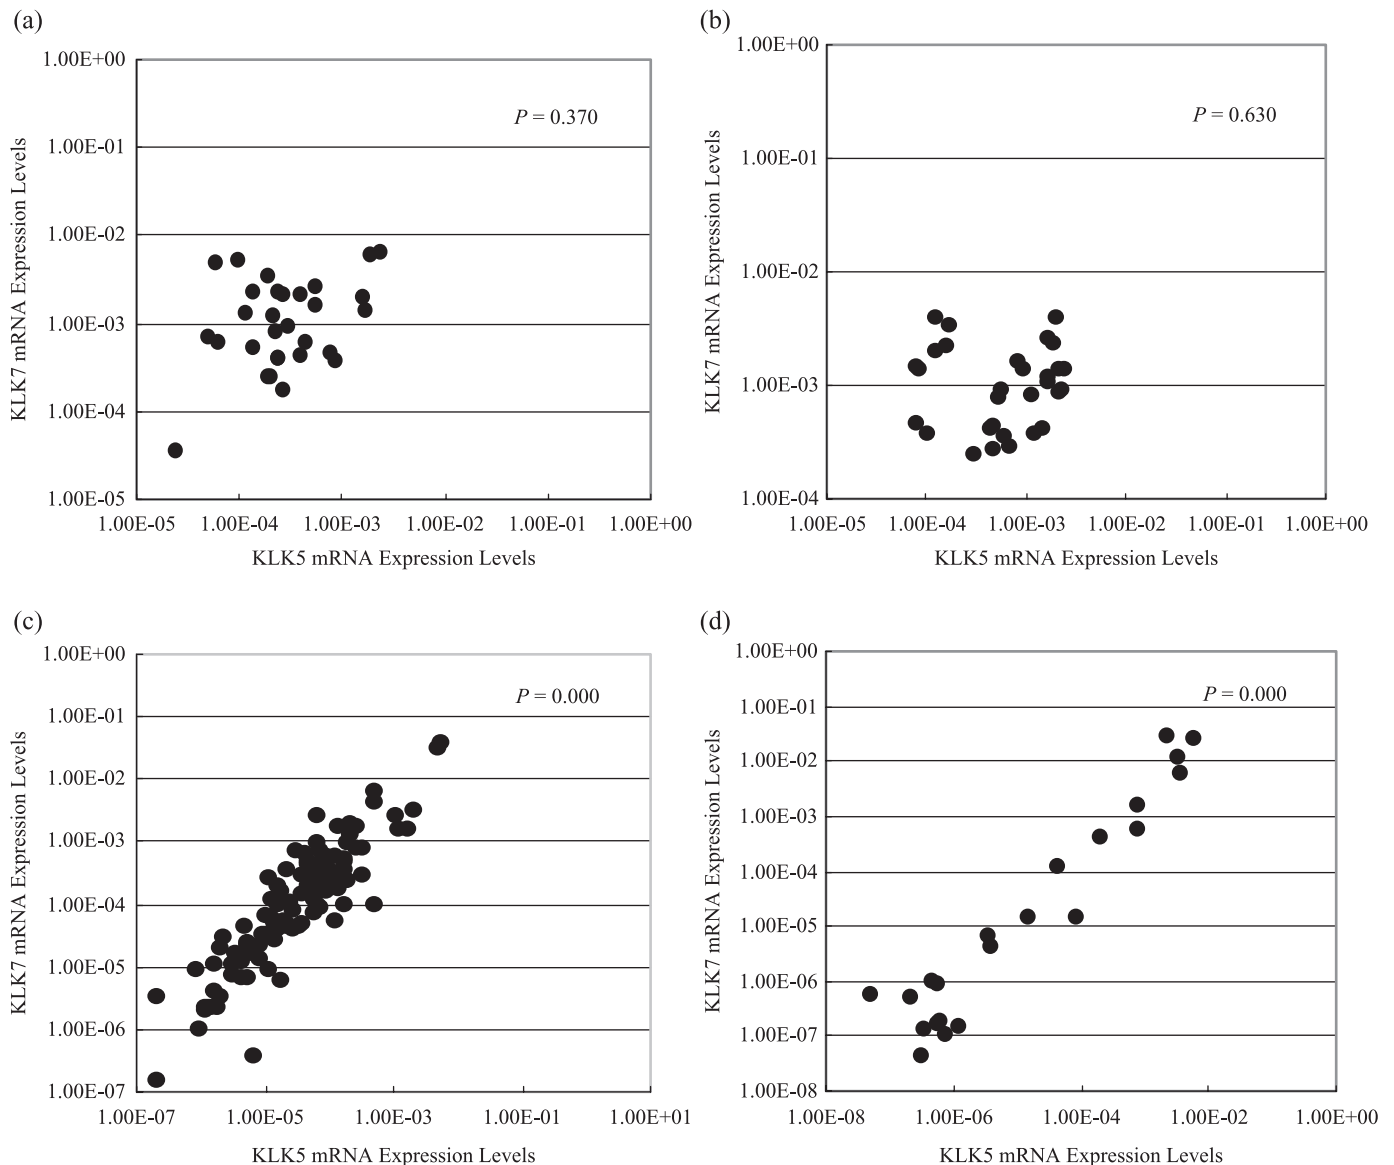 (a)
1.00E+00
1.00E-01
1.00E-02
1.00E-03
1.00E-04
1.00E-05
KLK7 mRNA Expression Levels
P = 0.370
1.00E-05 1.00E-04 1.00E-03 1.00E-02 1.00E-01 1.00E+00
KLK5 mRNA Expression Levels
(b)
1.00E+00
1.00E-01
1.00E-02
1.00E-03
1.00E-04
KLK7 mRNA Expression Levels
P = 0.630
1.00E-05 1.00E-04 1.00E-03 1.00E-02 1.00E-01 1.00E+00
KLK5 mRNA Expression Levels
(c)
1.00E+00
1.00E-01
1.00E-02
1.00E-03
1.00E-04
1.00E-05
1.00E-06
1.00E-07
KLK7 mRNA Expression Levels
P = 0.000
1.00E-07 1.00E-05 1.00E-03 1.00E-01 1.00E+01
KLK5 mRNA Expression Levels
(d)
1.00E+00
1.00E-01
1.00E-02
1.00E-03
1.00E-04
1.00E-05
1.00E-06
1.00E-07
1.00E-08
KLK7 mRNA Expression Levels
P = 0.000
1.00E-08 1.00E-06 1.00E-04 1.00E-02 1.00E+00
KLK5 mRNA Expression Levels